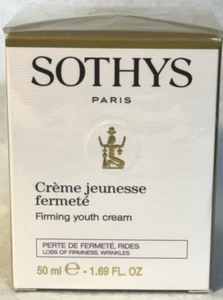 SOTHYS
PARIS
Crème jeunesse
fermeté
Firming youth cream
PERTE DE FERMETÉ, RIDES
LOSS OF FIRMNESS, WRINKLES
50 ml ℮ - 1.69 FL. OZ